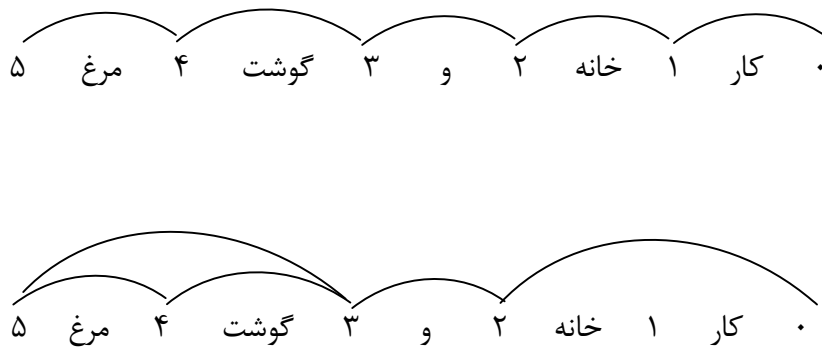 ۰ کار ۱ خانه ۲ و ۳ گوشت ۴ مرغ ۵
۰ کار ۱ خانه ۲ و ۳ گوشت ۴ مرغ ۵